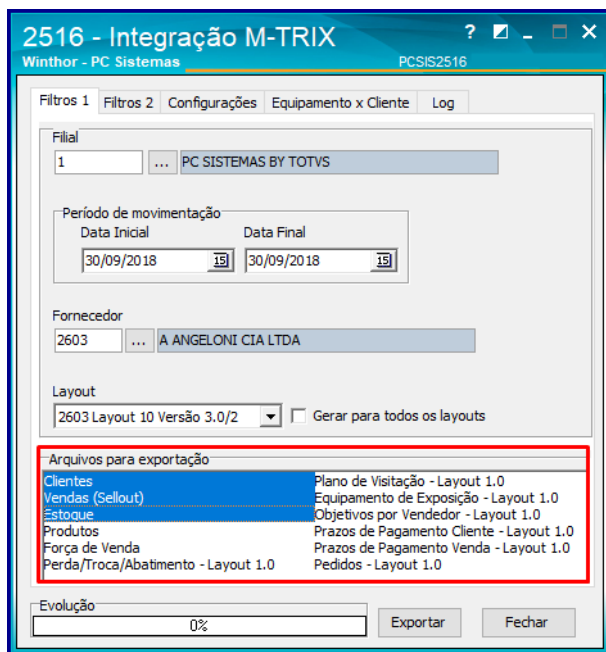 2516 - Integração M-TRIX
Winthor - PC Sistemas PCSIS2516
Filtros 1 Filtros 2 Configurações Equipamento x Cliente Log
Filial
1 ... PC SISTEMAS BY TOTVS
Período de movimentação
Data Inicial Data Final
30/09/2018 15 30/09/2018 15
Fornecedor
2603 ... A ANGELONI CIA LTDA
Layout
2603 Layout 10 Versão 3.0/2 Gerar para todos os layouts
Arquivos para exportação
Clientes Plano de Visitação - Layout 1.0
Vendas (Sellout) Equipamento de Exposição - Layout 1.0
Estoque Objetivos por Vendedor - Layout 1.0
Produtos Prazos de Pagamento Cliente - Layout 1.0
Força de Venda Prazos de Pagamento Venda - Layout 1.0
Perda/Troca/Abatimento - Layout 1.0 Pedidos - Layout 1.0
Evolução
0% Exportar Fechar